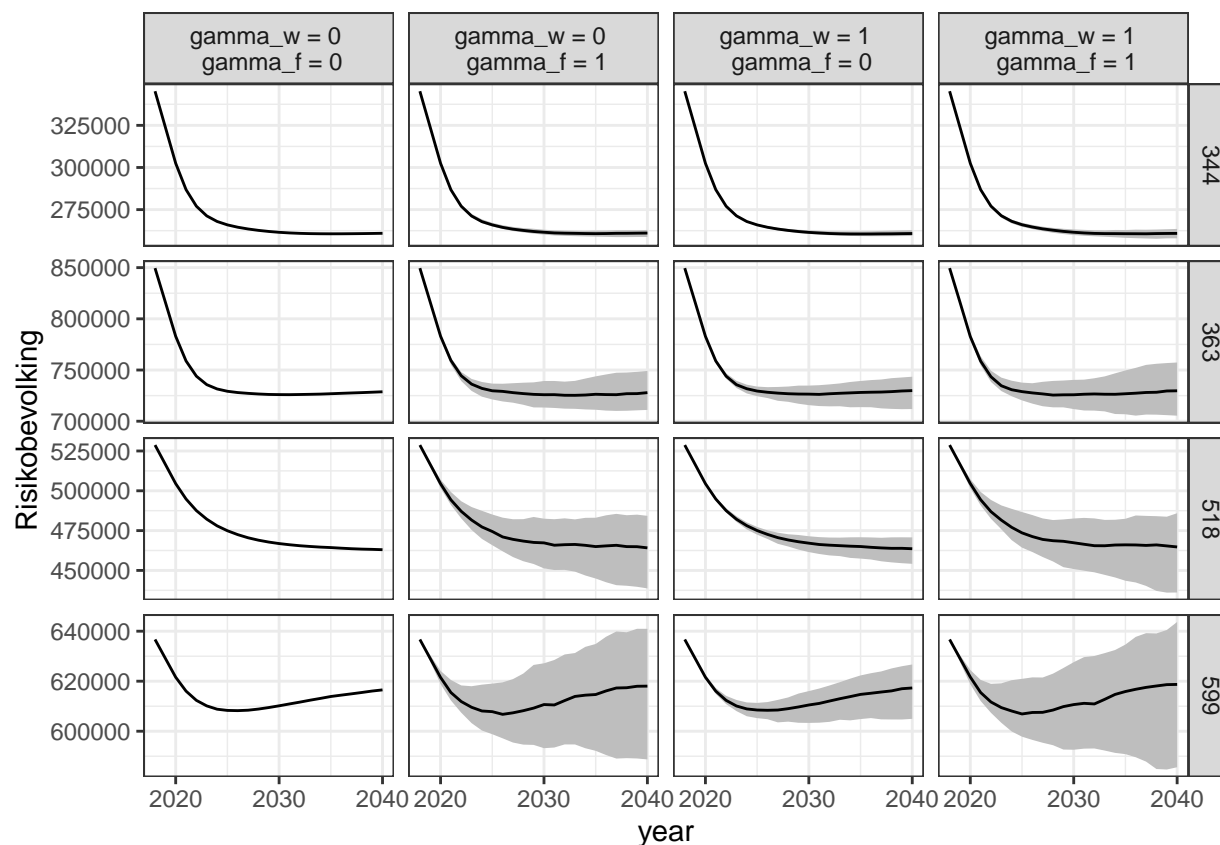 gamma_w = 0
gamma_f = 0
gamma_w = 0
gamma_f = 1
gamma_w = 1
gamma_f = 0
gamma_w = 1
gamma_f = 1
Risikobevolking
325000
300000
275000
344
850000
800000
750000
700000
363
525000
500000
475000
450000
518
640000
620000
600000
599
2020 2030 2040 2020 2030 2040 2020 2030 2040 2020 2030 2040
year